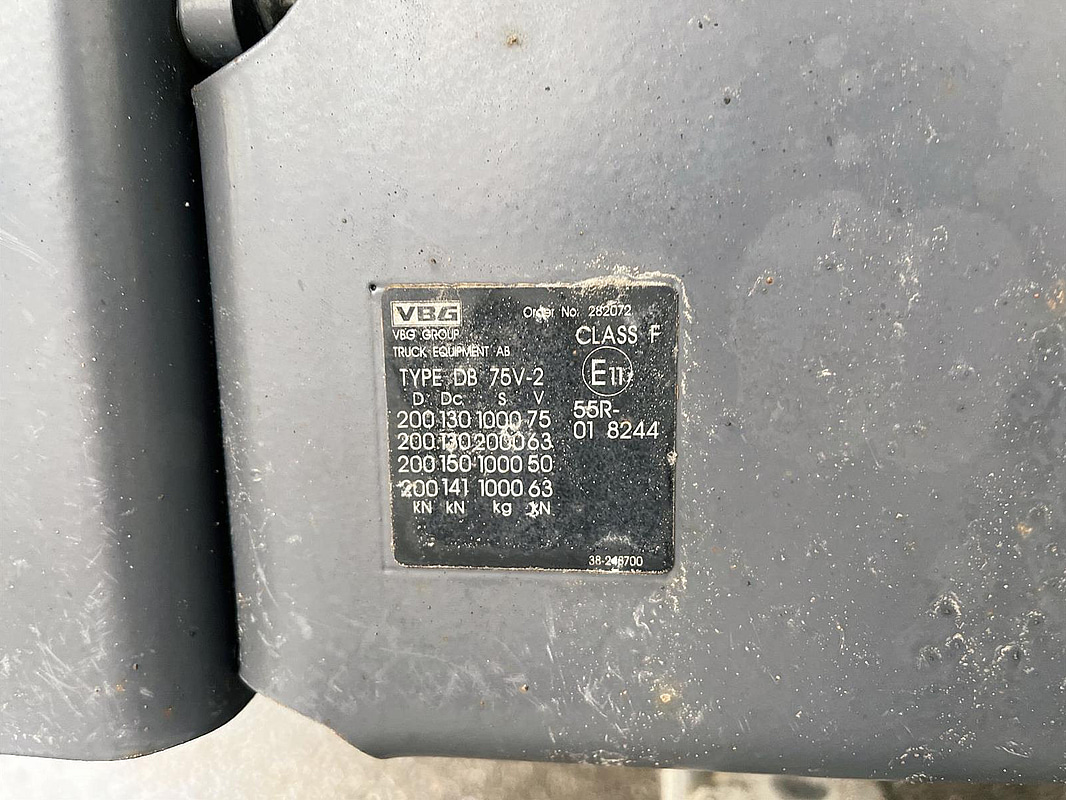 VBG
Order No. 282072
VBG GROUP
TRUCK EQUIPMENT AB
CLASS F
E11
TYPE DB 75V-2
55R-
01 8244
D Dc S V
200 130 1000 75
200 130 2000 63
200 150 1000 50
200 141 1000 63
kN kN kg kN